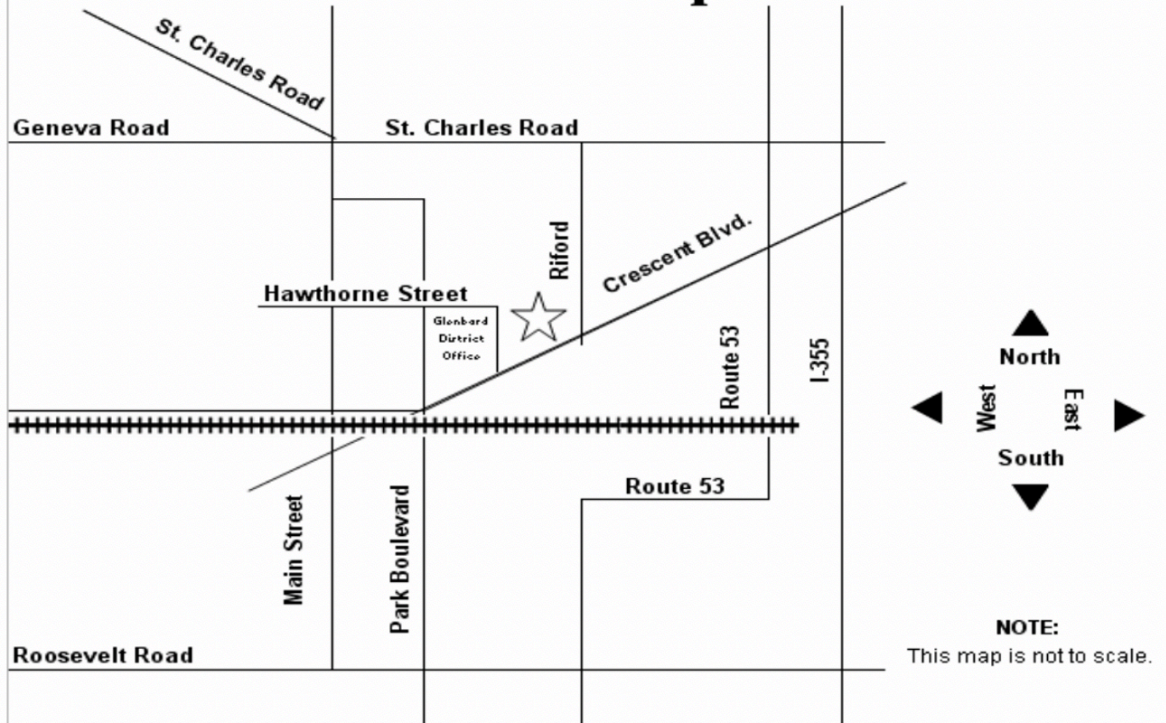 St. Charles Road
Geneva Road
St. Charles Road
Riford
Crescent Blvd.
Hawthorne Street
Glenbard
District
Office
Route 53
I-355
North
West
East
South
Route 53
Main Street
Park Boulevard
Roosevelt Road
NOTE:
This map is not to scale.